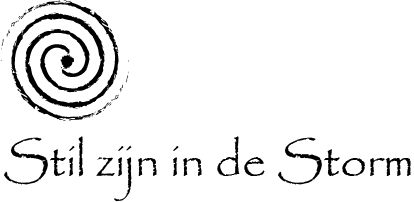 Stil zijn in de Storm